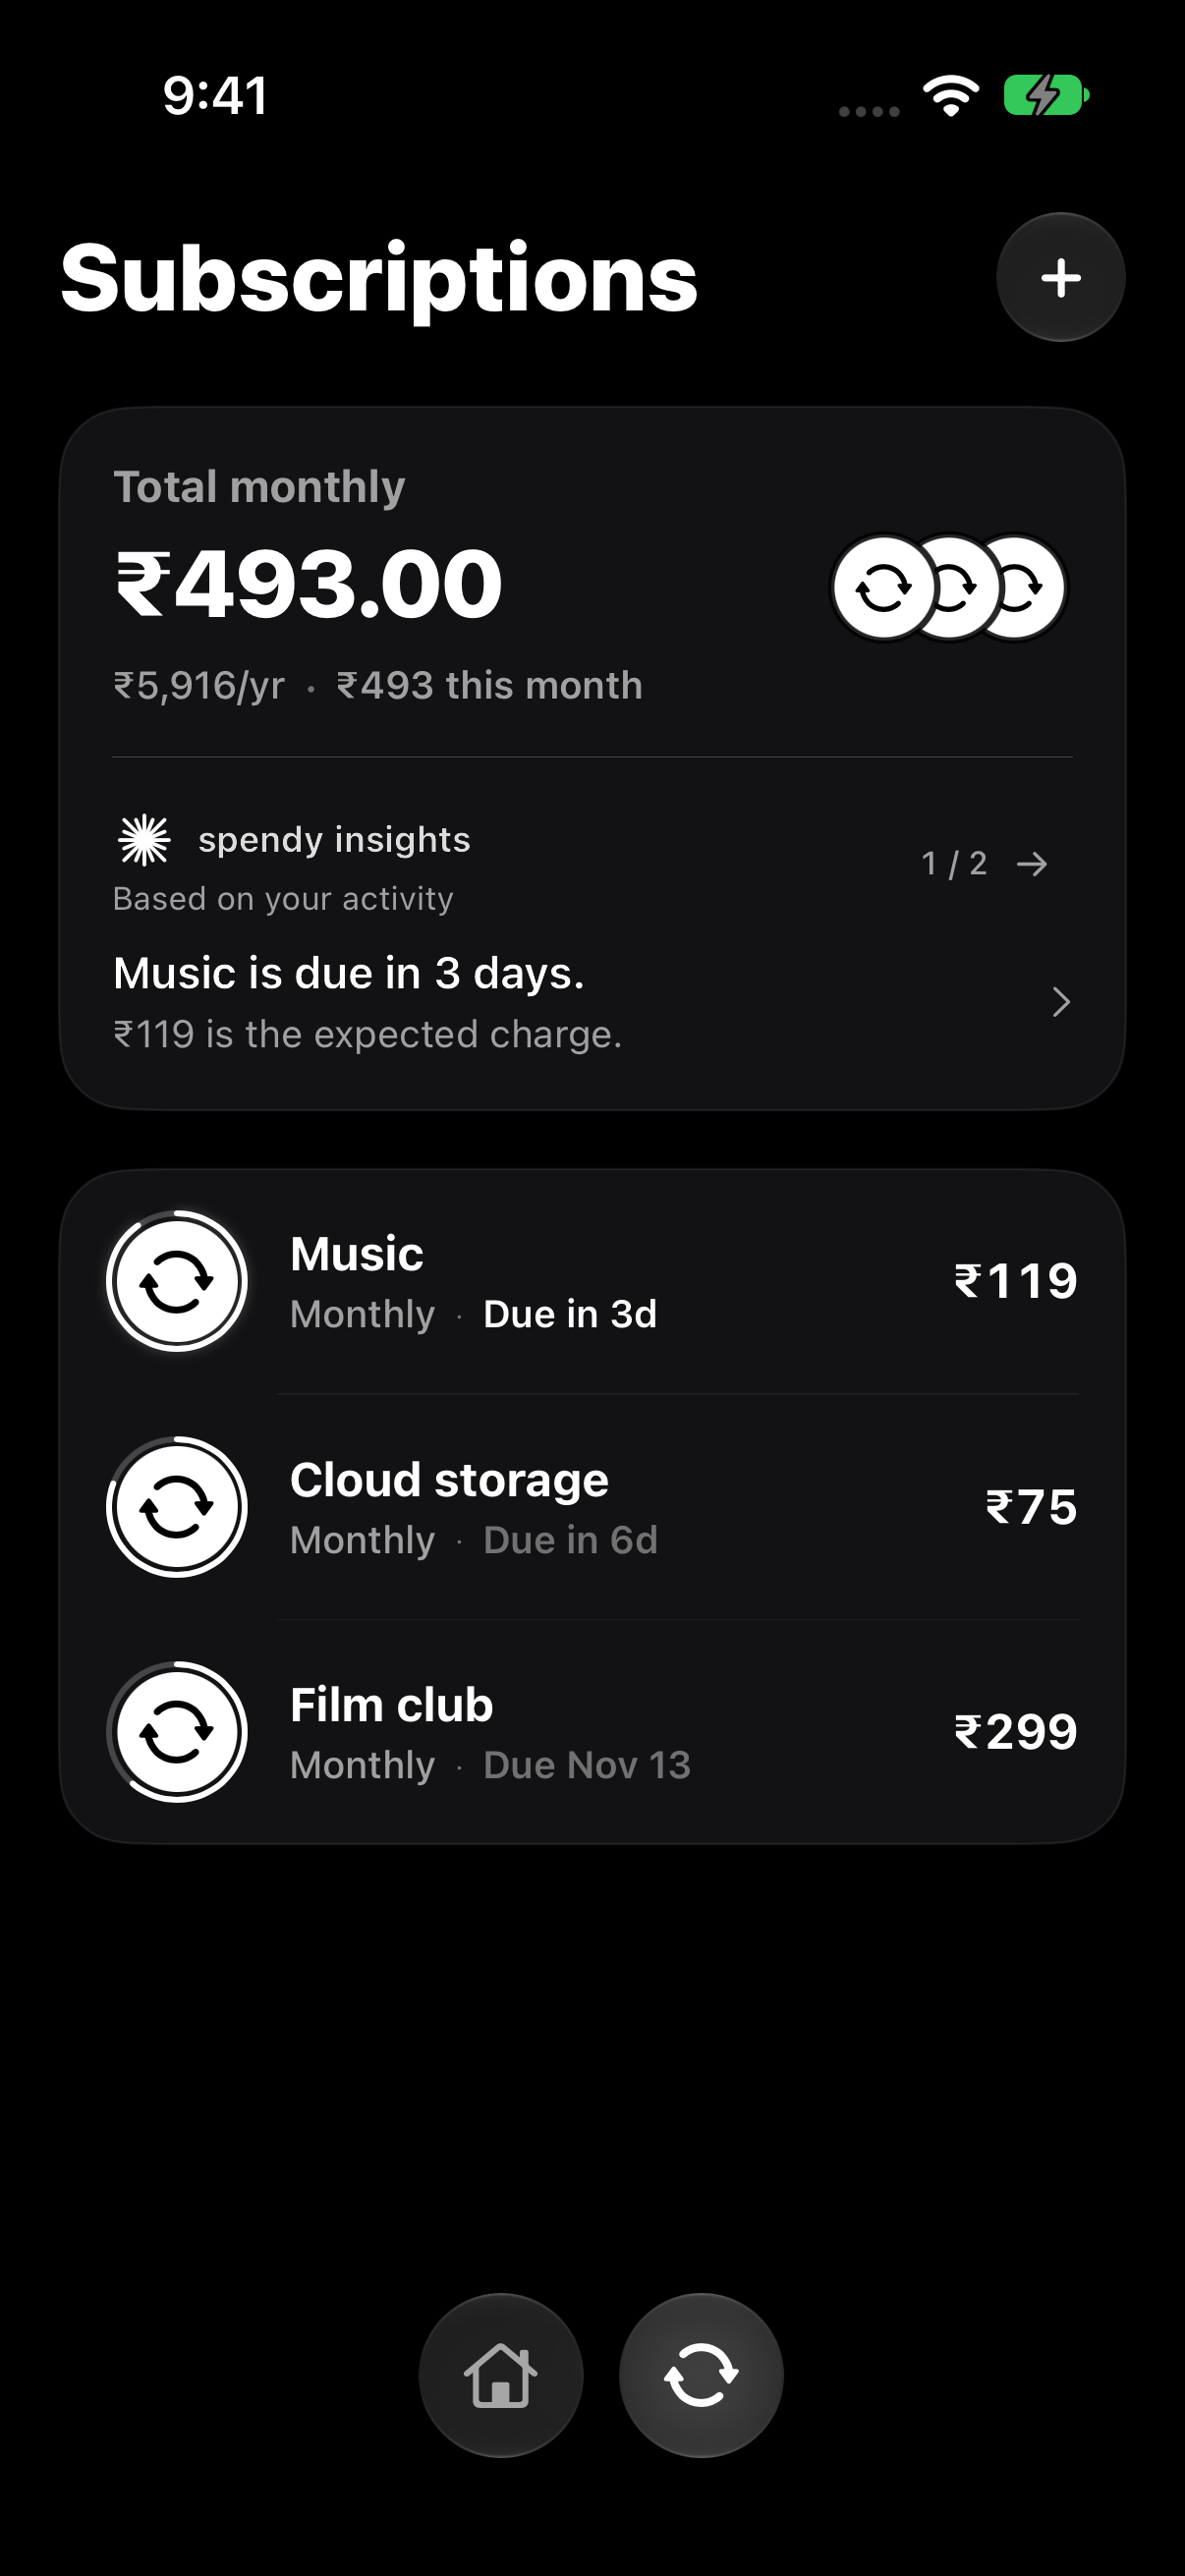 9:41
Subscriptions
Total monthly
₹493.00
₹5,916/yr · ₹493 this month
spendy insights
1 / 2
Based on your activity
Music is due in 3 days.
₹119 is the expected charge.
Music
₹119
Monthly · Due in 3d
Cloud storage
₹75
Monthly · Due in 6d
Film club
₹299
Monthly · Due Nov 13